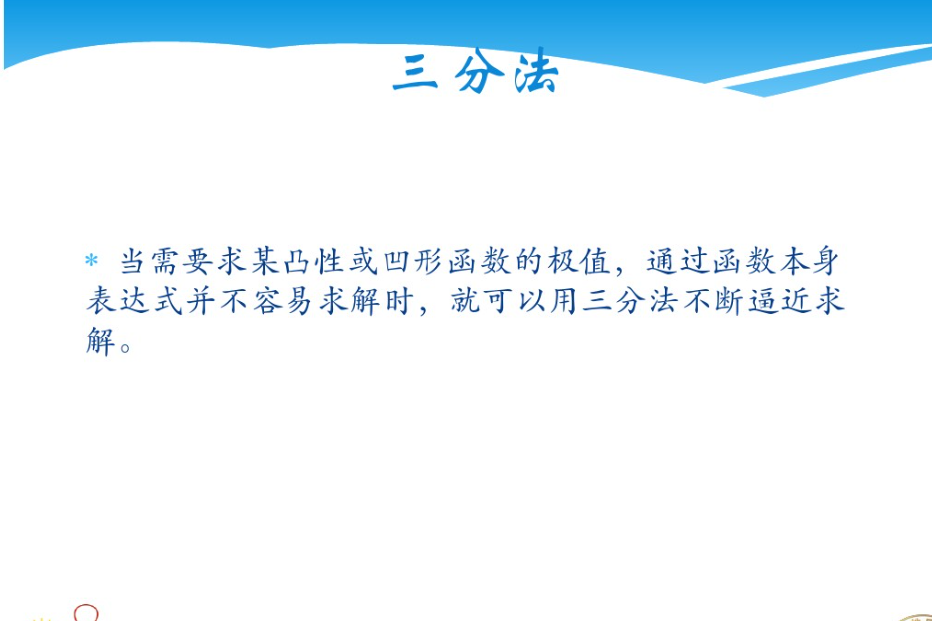 三分法
* 当需要求某凸性或凹形函数的极值，通过函数本身
表达式并不容易求解时，就可以用三分法不断逼近求
解。